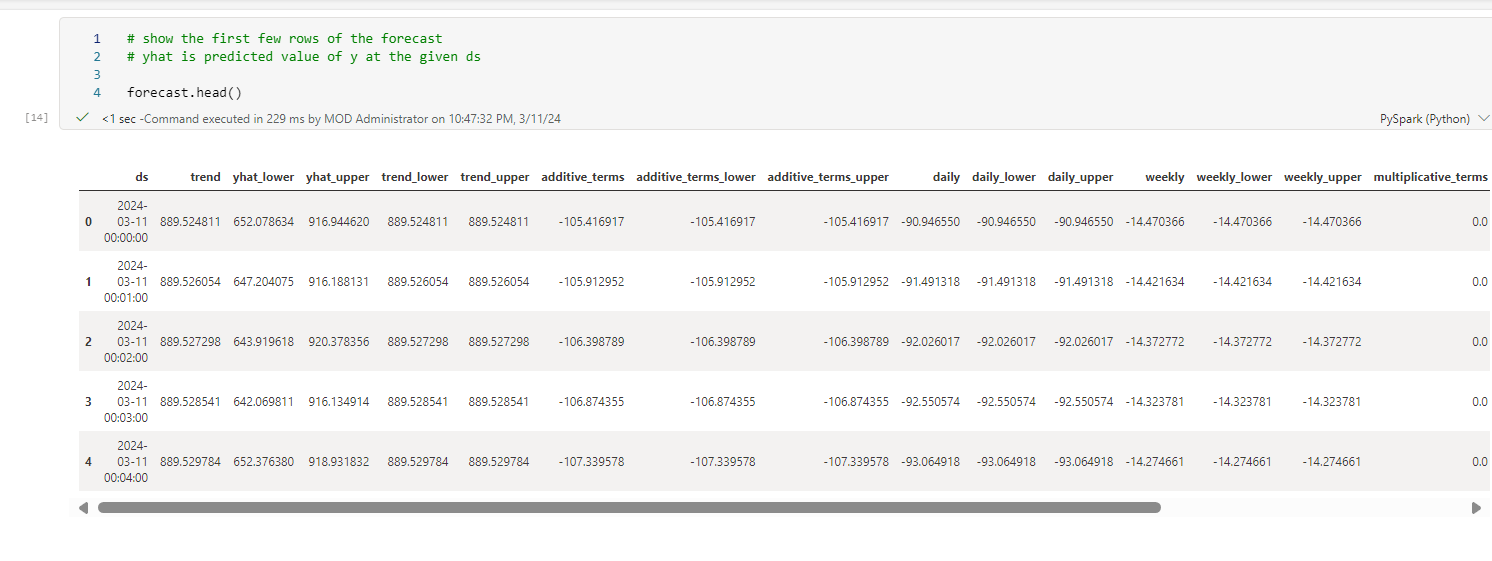 1 # show the first few rows of the forecast
2 # yhat is predicted value of y at the given ds
3
4 forecast.head()
[14] <1 sec -Command executed in 229 ms by MOD Administrator on 10:47:32 PM, 3/11/24 PySpark (Python)
ds trend yhat_lower yhat_upper trend_lower trend_upper additive_terms additive_terms_lower additive_terms_upper daily daily_lower daily_upper weekly weekly_lower weekly_upper multiplicative_terms
2024-
0 03-11 889.524811 652.078634 916.944620 889.524811 889.524811 -105.416917 -105.416917 -105.416917 -90.946550 -90.946550 -90.946550 -14.470366 -14.470366 -14.470366 0.0
00:00:00
2024-
1 03-11 889.526054 647.204075 916.188131 889.526054 889.526054 -105.912952 -105.912952 -105.912952 -91.491318 -91.491318 -91.491318 -14.421634 -14.421634 -14.421634 0.0
00:01:00
2024-
2 03-11 889.527298 643.919618 920.378356 889.527298 889.527298 -106.398789 -106.398789 -106.398789 -92.026017 -92.026017 -92.026017 -14.372772 -14.372772 -14.372772 0.0
00:02:00
2024-
3 03-11 889.528541 642.069811 916.134914 889.528541 889.528541 -106.874355 -106.874355 -106.874355 -92.550574 -92.550574 -92.550574 -14.323781 -14.323781 -14.323781 0.0
00:03:00
2024-
4 03-11 889.529784 652.376380 918.931832 889.529784 889.529784 -107.339578 -107.339578 -107.339578 -93.064918 -93.064918 -93.064918 -14.274661 -14.274661 -14.274661 0.0
00:04:00